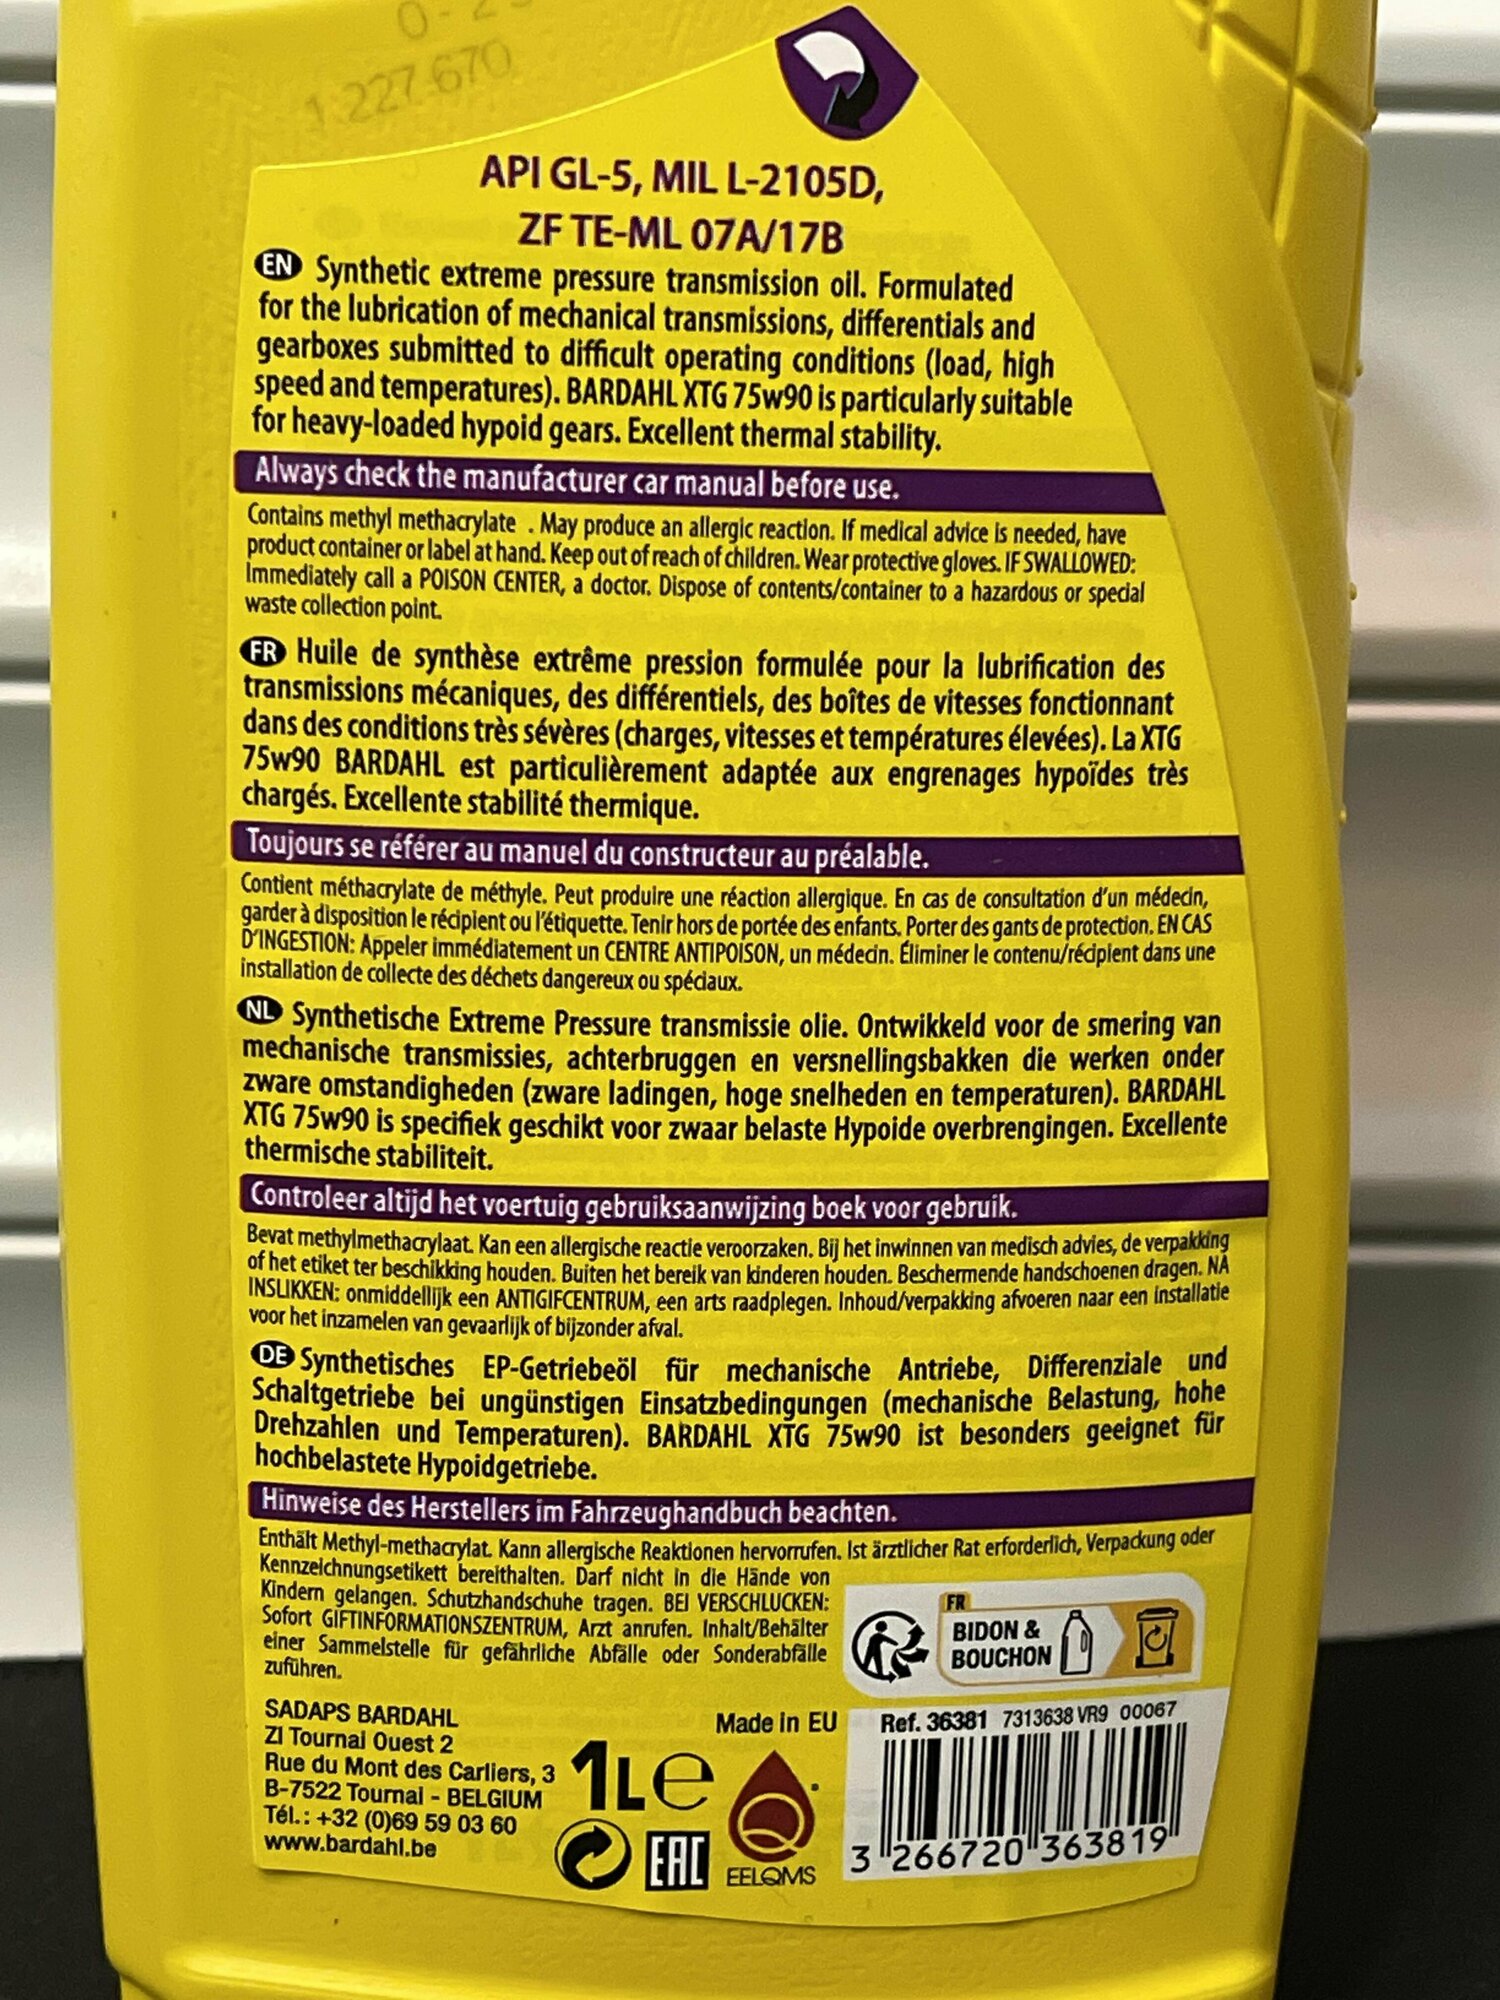 1 227 670
API GL-5, MIL L-2105D,
ZF TE-ML 07A/17B
EN Synthetic extreme pressure transmission oil. Formulated
for the lubrication of mechanical transmissions, differentials and
gearboxes submitted to difficult operating conditions (load, high
speed and temperatures). BARDAHL XTG 75w90 is particularly suitable
for heavy-loaded hypoid gears. Excellent thermal stability.
Always check the manufacturer car manual before use.
Contains methyl methacrylate . May produce an allergic reaction. If medical advice is needed, have
product container or label at hand. Keep out of reach of children. Wear protective gloves. IF SWALLOWED:
Immediately call a POISON CENTER, a doctor. Dispose of contents/container to a hazardous or special
waste collection point.
FR Huile de synthèse extrême pression formulée pour la lubrification des
transmissions mécaniques, des différentiels, des boîtes de vitesses fonctionnant
dans des conditions très sévères (charges, vitesses et températures élevées). La XTG
75w90 BARDAHL est particulièrement adaptée aux engrenages hypoïdes très
chargés. Excellente stabilité thermique.
Toujours se référer au manuel du constructeur au préalable.
Contient méthacrylate de méthyle. Peut produire une réaction allergique. En cas de consultation d'un médecin,
garder à disposition le récipient ou l'étiquette. Tenir hors de portée des enfants. Porter des gants de protection. EN CAS
D'INGESTION: Appeler immédiatement un CENTRE ANTIPOISON, un médecin. Éliminer le contenu/récipient dans une
installation de collecte des déchets dangereux ou spéciaux.
NL Synthetische Extreme Pressure transmissie olie. Ontwikkeld voor de smering van
mechanische transmissies, achterbruggen en versnellingsbakken die werken onder
zware omstandigheden (zware ladingen, hoge snelheden en temperaturen). BARDAHL
XTG 75w90 is specifiek geschikt voor zwaar belaste Hypoide overbrengingen. Excellente
thermische stabiliteit.
Controleer altijd het voertuig gebruiksaanwijzing boek voor gebruik.
Bevat methylmethacrylaat. Kan een allergische reactie veroorzaken. Bij het inwinnen van medisch advies, de verpakking
of het etiket ter beschikking houden. Buiten het bereik van kinderen houden. Beschermende handschoenen dragen. NA
INSLIKKEN: onmiddellijk een ANTIGIFCENTRUM, een arts raadplegen. Inhoud/verpakking afvoeren naar een installatie
voor het inzamelen van gevaarlijk of bijzonder afval.
DE Synthetisches EP-Getriebeöl für mechanische Antriebe, Differenziale und
Schaltgetriebe bei ungünstigen Einsatzbedingungen (mechanische Belastung, hohe
Drehzahlen und Temperaturen). BARDAHL XTG 75w90 ist besonders geeignet für
hochbelastete Hypoidgetriebe.
Hinweise des Herstellers im Fahrzeughandbuch beachten.
Enthält Methyl-methacrylat. Kann allergische Reaktionen hervorrufen. Ist ärztlicher Rat erforderlich, Verpackung oder
Kennzeichnungsetikett bereithalten. Darf nicht in die Hände von
Kindern gelangen. Schutzhandschuhe tragen. BEI VERSCHLUCKEN:
Sofort GIFTINFORMATIONSZENTRUM, Arzt anrufen. Inhalt/Behälter
einer Sammelstelle für gefährliche Abfälle oder Sonderabfälle
zuführen.
FR
BIDON &
BOUCHON
SADAPS BARDAHL
ZI Tournai Ouest 2
Rue du Mont des Carliers, 3
B-7522 Tournai - BELGIUM
Tél.: +32 (0)69 59 03 60
www.bardahl.be
Made in EU
1L e
EAC
EELQMS
Ref. 36381 7313638 VR9 00067
3 266720 363819